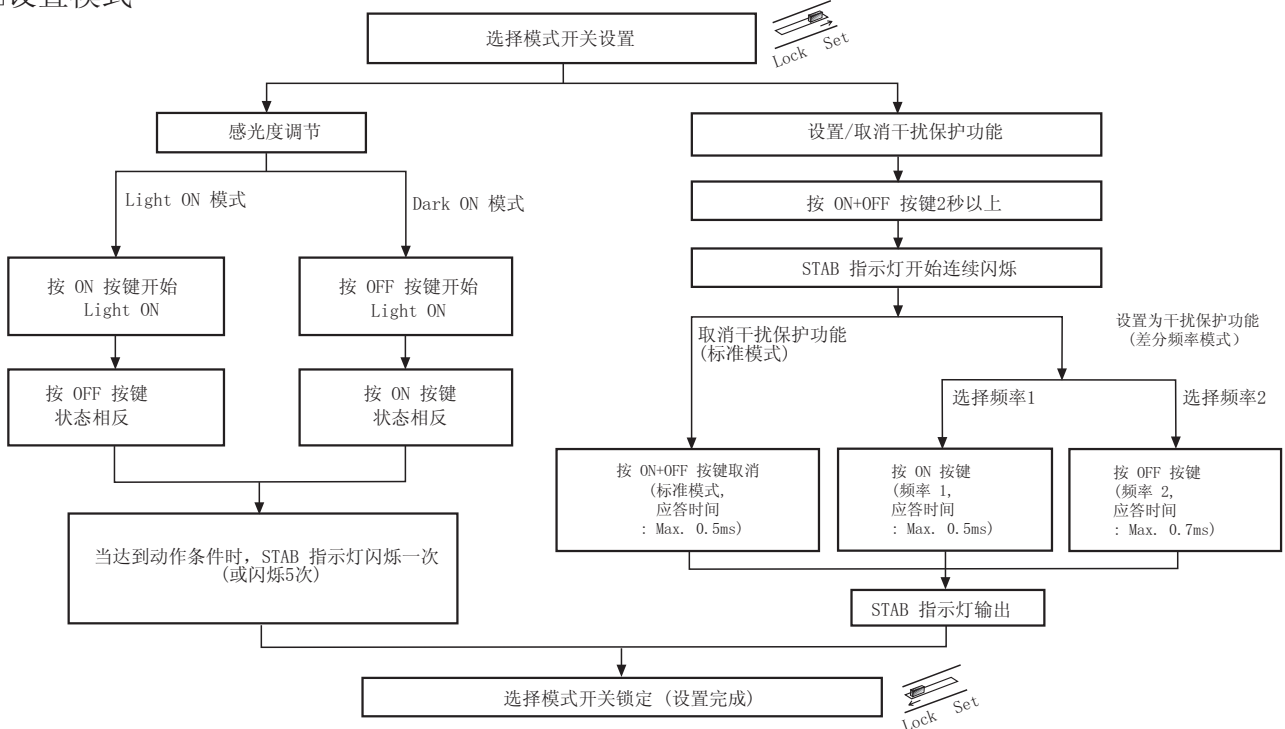 设置模式
选择模式开关设置
Lock Set
感光度调节
设置/取消干扰保护功能
Light ON 模式
Dark ON 模式
按 ON+OFF 按键2秒以上
按 ON 按键开始
Light ON
按 OFF 按键开始
Light ON
STAB 指示灯开始连续闪烁
取消干扰保护功能
(标准模式)
设置为干扰保护功能
(差分频率模式)
按 OFF 按键
状态相反
按 ON 按键
状态相反
选择频率1
选择频率2
按 ON+OFF 按键取消
(标准模式,
应答时间
: Max. 0.5ms)
按 ON 按键
(频率 1,
应答时间
: Max. 0.5ms)
按 OFF 按键
(频率 2,
应答时间
: Max. 0.7ms)
当达到动作条件时, STAB 指示灯闪烁一次
(或闪烁5次)
STAB 指示灯输出
选择模式开关锁定 (设置完成)
Lock Set